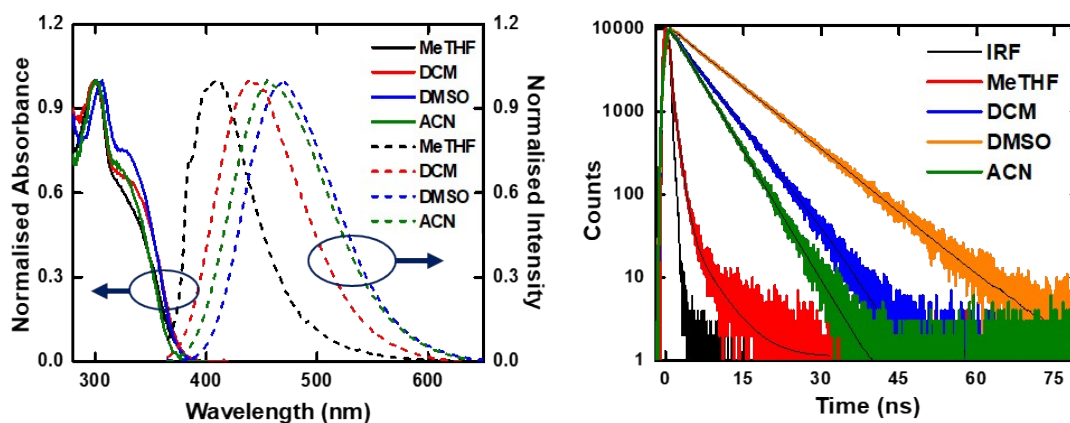 1.2
0.9
0.6
0.3
0.0
300
400
500
600
Wavelength (nm)
Normalised Absorbance
1.2
0.9
0.6
0.3
0.0
Normalised Intensity
MeTHF
DCM
DMSO
ACN
MeTHF
DCM
DMSO
ACN
10000
1000
100
10
1
0
15
30
45
60
75
Time (ns)
Counts
IRF
MeTHF
DCM
DMSO
ACN